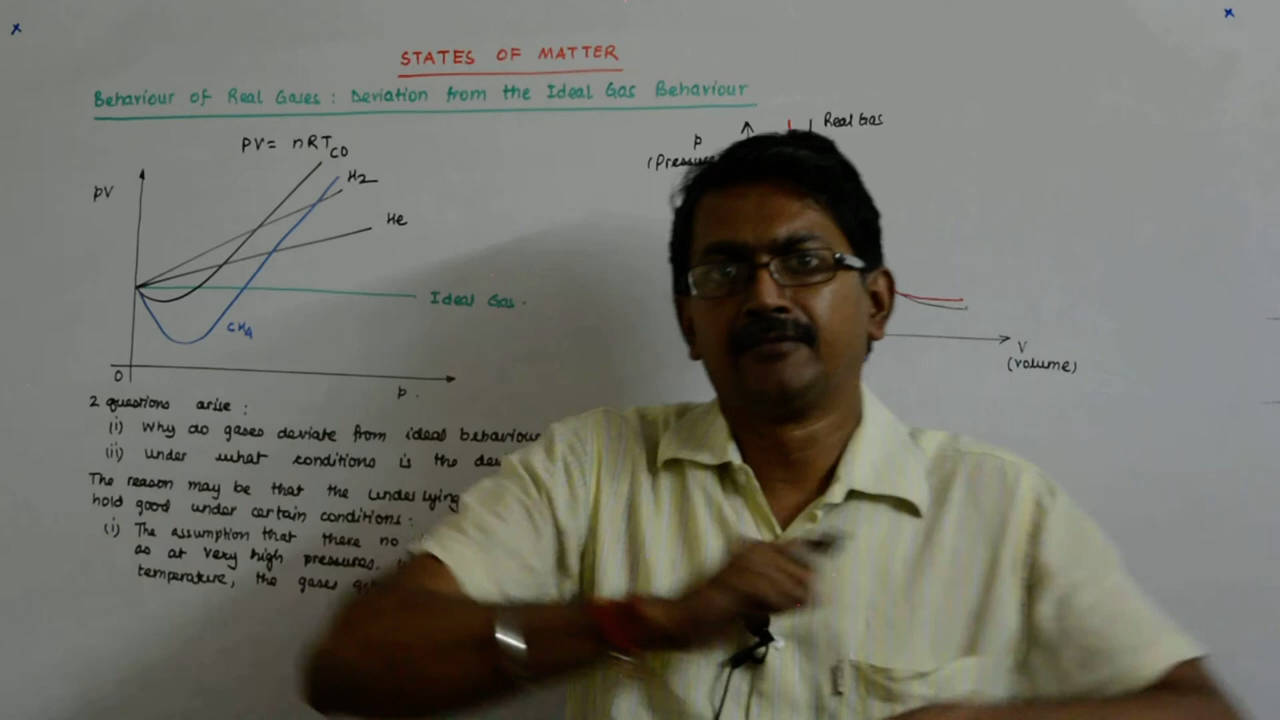 STATES OF MATTER
Behaviour of Real Gases : Deviation from the Ideal Gas Behaviour
PV = nRT
CO
H2
He
pV
Ideal Gas .
CH4
O
p .
p
(Pressure
Real Gas
V
(volume)
2 questions arise :
(i) Why do gases deviate from ideal behaviour
(ii) Under what conditions is the
The reason may be that the underlying
hold good under certain conditions :
(i) The assumption that there no
as at very high pressures,
temperature, the gases